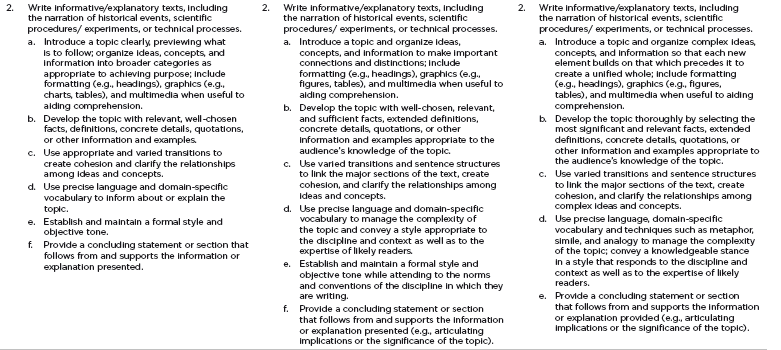 2. Write informative/explanatory texts, including
the narration of historical events, scientific
procedures/ experiments, or technical processes.
a. Introduce a topic clearly, previewing what
is to follow; organize ideas, concepts, and
information into broader categories as
appropriate to achieving purpose; include
formatting (e.g., headings), graphics (e.g.,
charts, tables), and multimedia when useful to
aiding comprehension.
b. Develop the topic with relevant, well-chosen
facts, definitions, concrete details, quotations,
or other information and examples.
c. Use appropriate and varied transitions to
create cohesion and clarify the relationships
among ideas and concepts.
d. Use precise language and domain-specific
vocabulary to inform about or explain the
topic.
e. Establish and maintain a formal style and
objective tone.
f. Provide a concluding statement or section that
follows from and supports the information or
explanation presented.
2. Write informative/explanatory texts, including
the narration of historical events, scientific
procedures/ experiments, or technical processes.
a. Introduce a topic and organize ideas,
concepts, and information to make important
connections and distinctions; include
formatting (e.g., headings), graphics (e.g.,
figures, tables), and multimedia when useful to
aiding comprehension.
b. Develop the topic with well-chosen, relevant,
and sufficient facts, extended definitions,
concrete details, quotations, or other
information and examples appropriate to the
audience's knowledge of the topic.
c. Use varied transitions and sentence structures
to link the major sections of the text, create
cohesion, and clarify the relationships among
ideas and concepts.
d. Use precise language and domain-specific
vocabulary to manage the complexity of
the topic and convey a style appropriate to
the discipline and context as well as to the
expertise of likely readers.
e. Establish and maintain a formal style and
objective tone while attending to the norms
and conventions of the discipline in which they
are writing.
f. Provide a concluding statement or section
that follows from and supports the information
or explanation presented (e.g., articulating
implications or the significance of the topic).
2. Write informative/explanatory texts, including
the narration of historical events, scientific
procedures/ experiments, or technical processes.
a. Introduce a topic and organize complex ideas,
concepts, and information so that each new
element builds on that which precedes it to
create a unified whole; include formatting
(e.g., headings), graphics (e.g., figures,
tables), and multimedia when useful to aiding
comprehension.
b. Develop the topic thoroughly by selecting the
most significant and relevant facts, extended
definitions, concrete details, quotations, or
other information and examples appropriate to
the audience's knowledge of the topic.
c. Use varied transitions and sentence structures
to link the major sections of the text, create
cohesion, and clarify the relationships among
complex ideas and concepts.
d. Use precise language, domain-specific
vocabulary and techniques such as metaphor,
simile, and analogy to manage the complexity
of the topic; convey a knowledgeable stance
in a style that responds to the discipline and
context as well as to the expertise of likely
readers.
e. Provide a concluding statement or section
that follows from and supports the information
or explanation provided (e.g., articulating
implications or the significance of the topic).